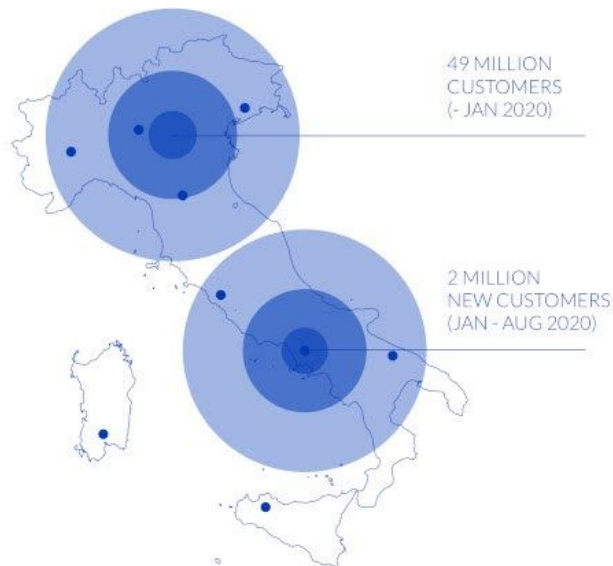 49 MILLION
CUSTOMERS
(- JAN 2020)
2 MILLION
NEW CUSTOMERS
(JAN - AUG 2020)